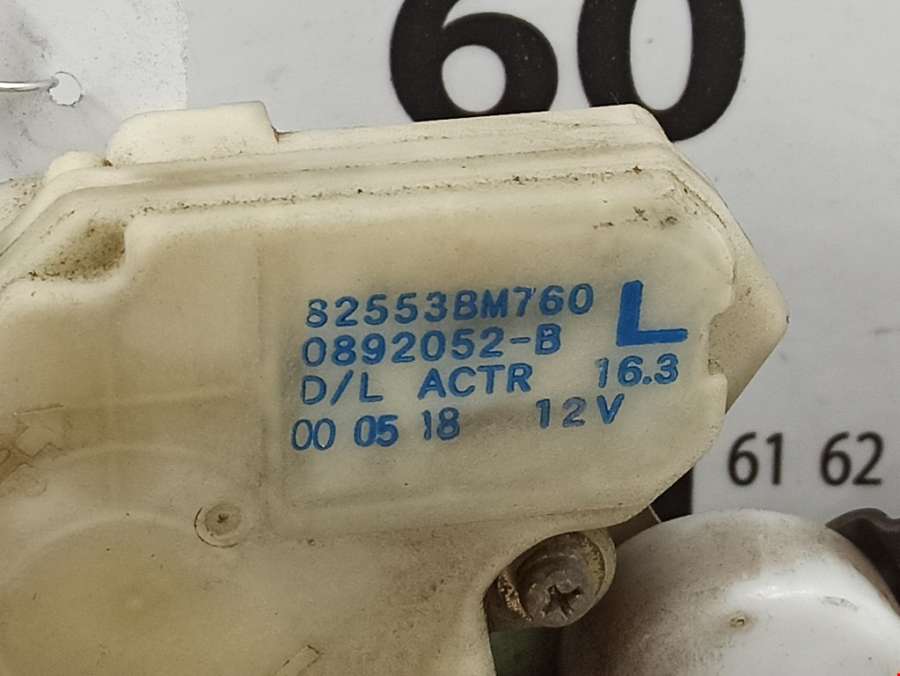 60
82553BM760 L
0892052-B
D/L ACTR 16.3
00 05 18 12V
61 62